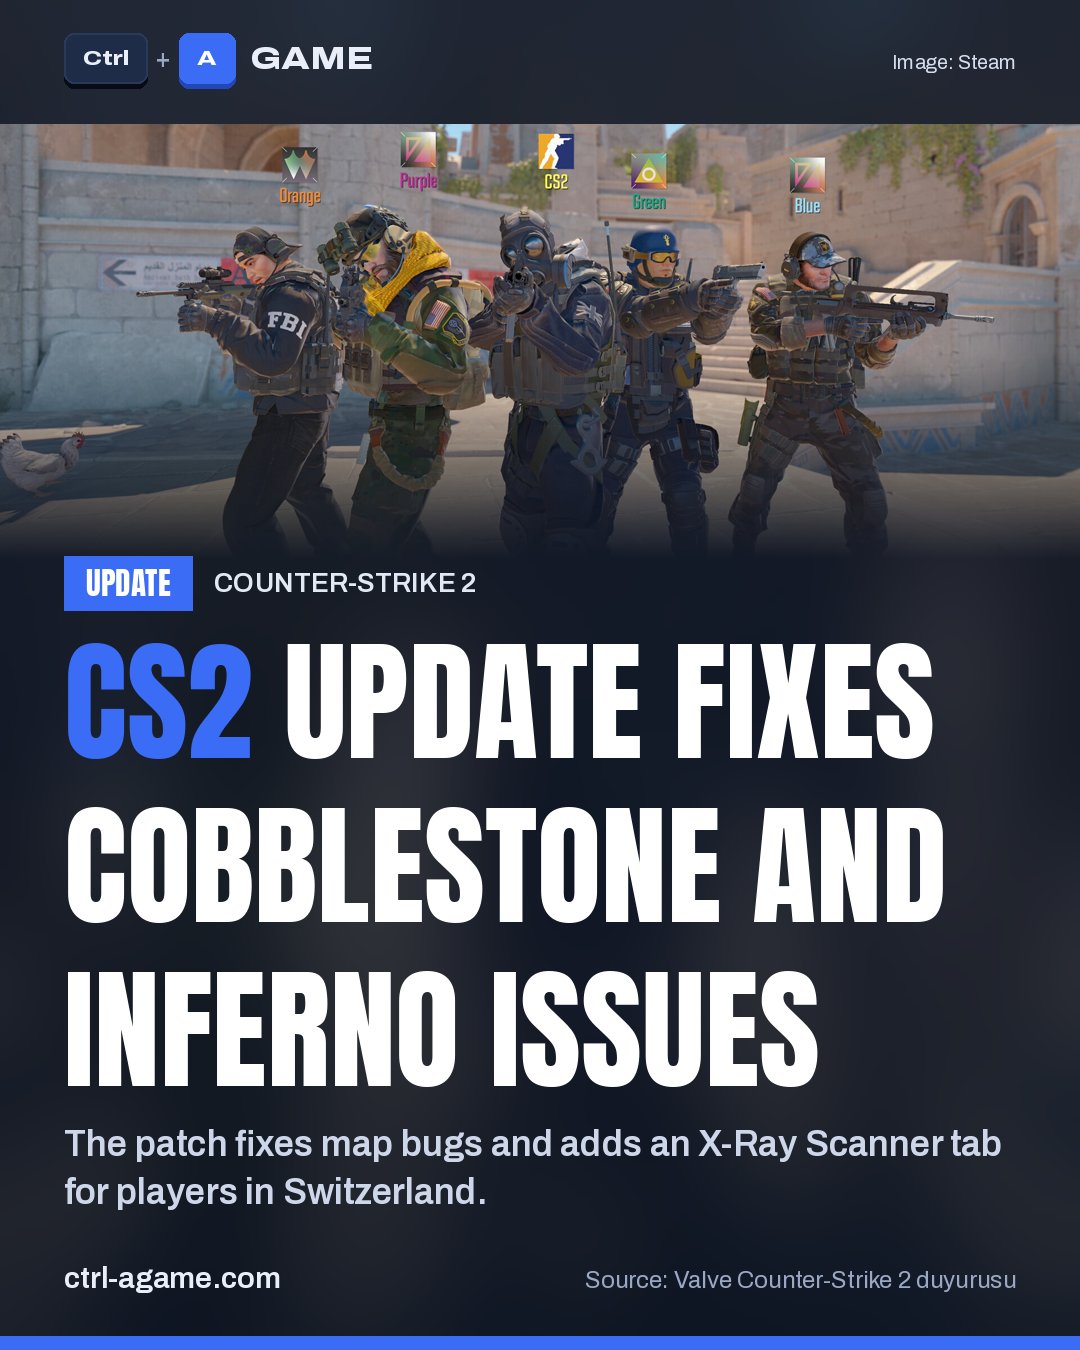 Ctrl + A GAME
Image: Steam
Orange
Purple
CS2
Green
Blue
FBI
UPDATE COUNTER-STRIKE 2
CS2 UPDATE FIXES
COBBLESTONE AND
INFERNO ISSUES
The patch fixes map bugs and adds an X-Ray Scanner tab
for players in Switzerland.
ctrl-agame.com
Source: Valve Counter-Strike 2 duyurusu